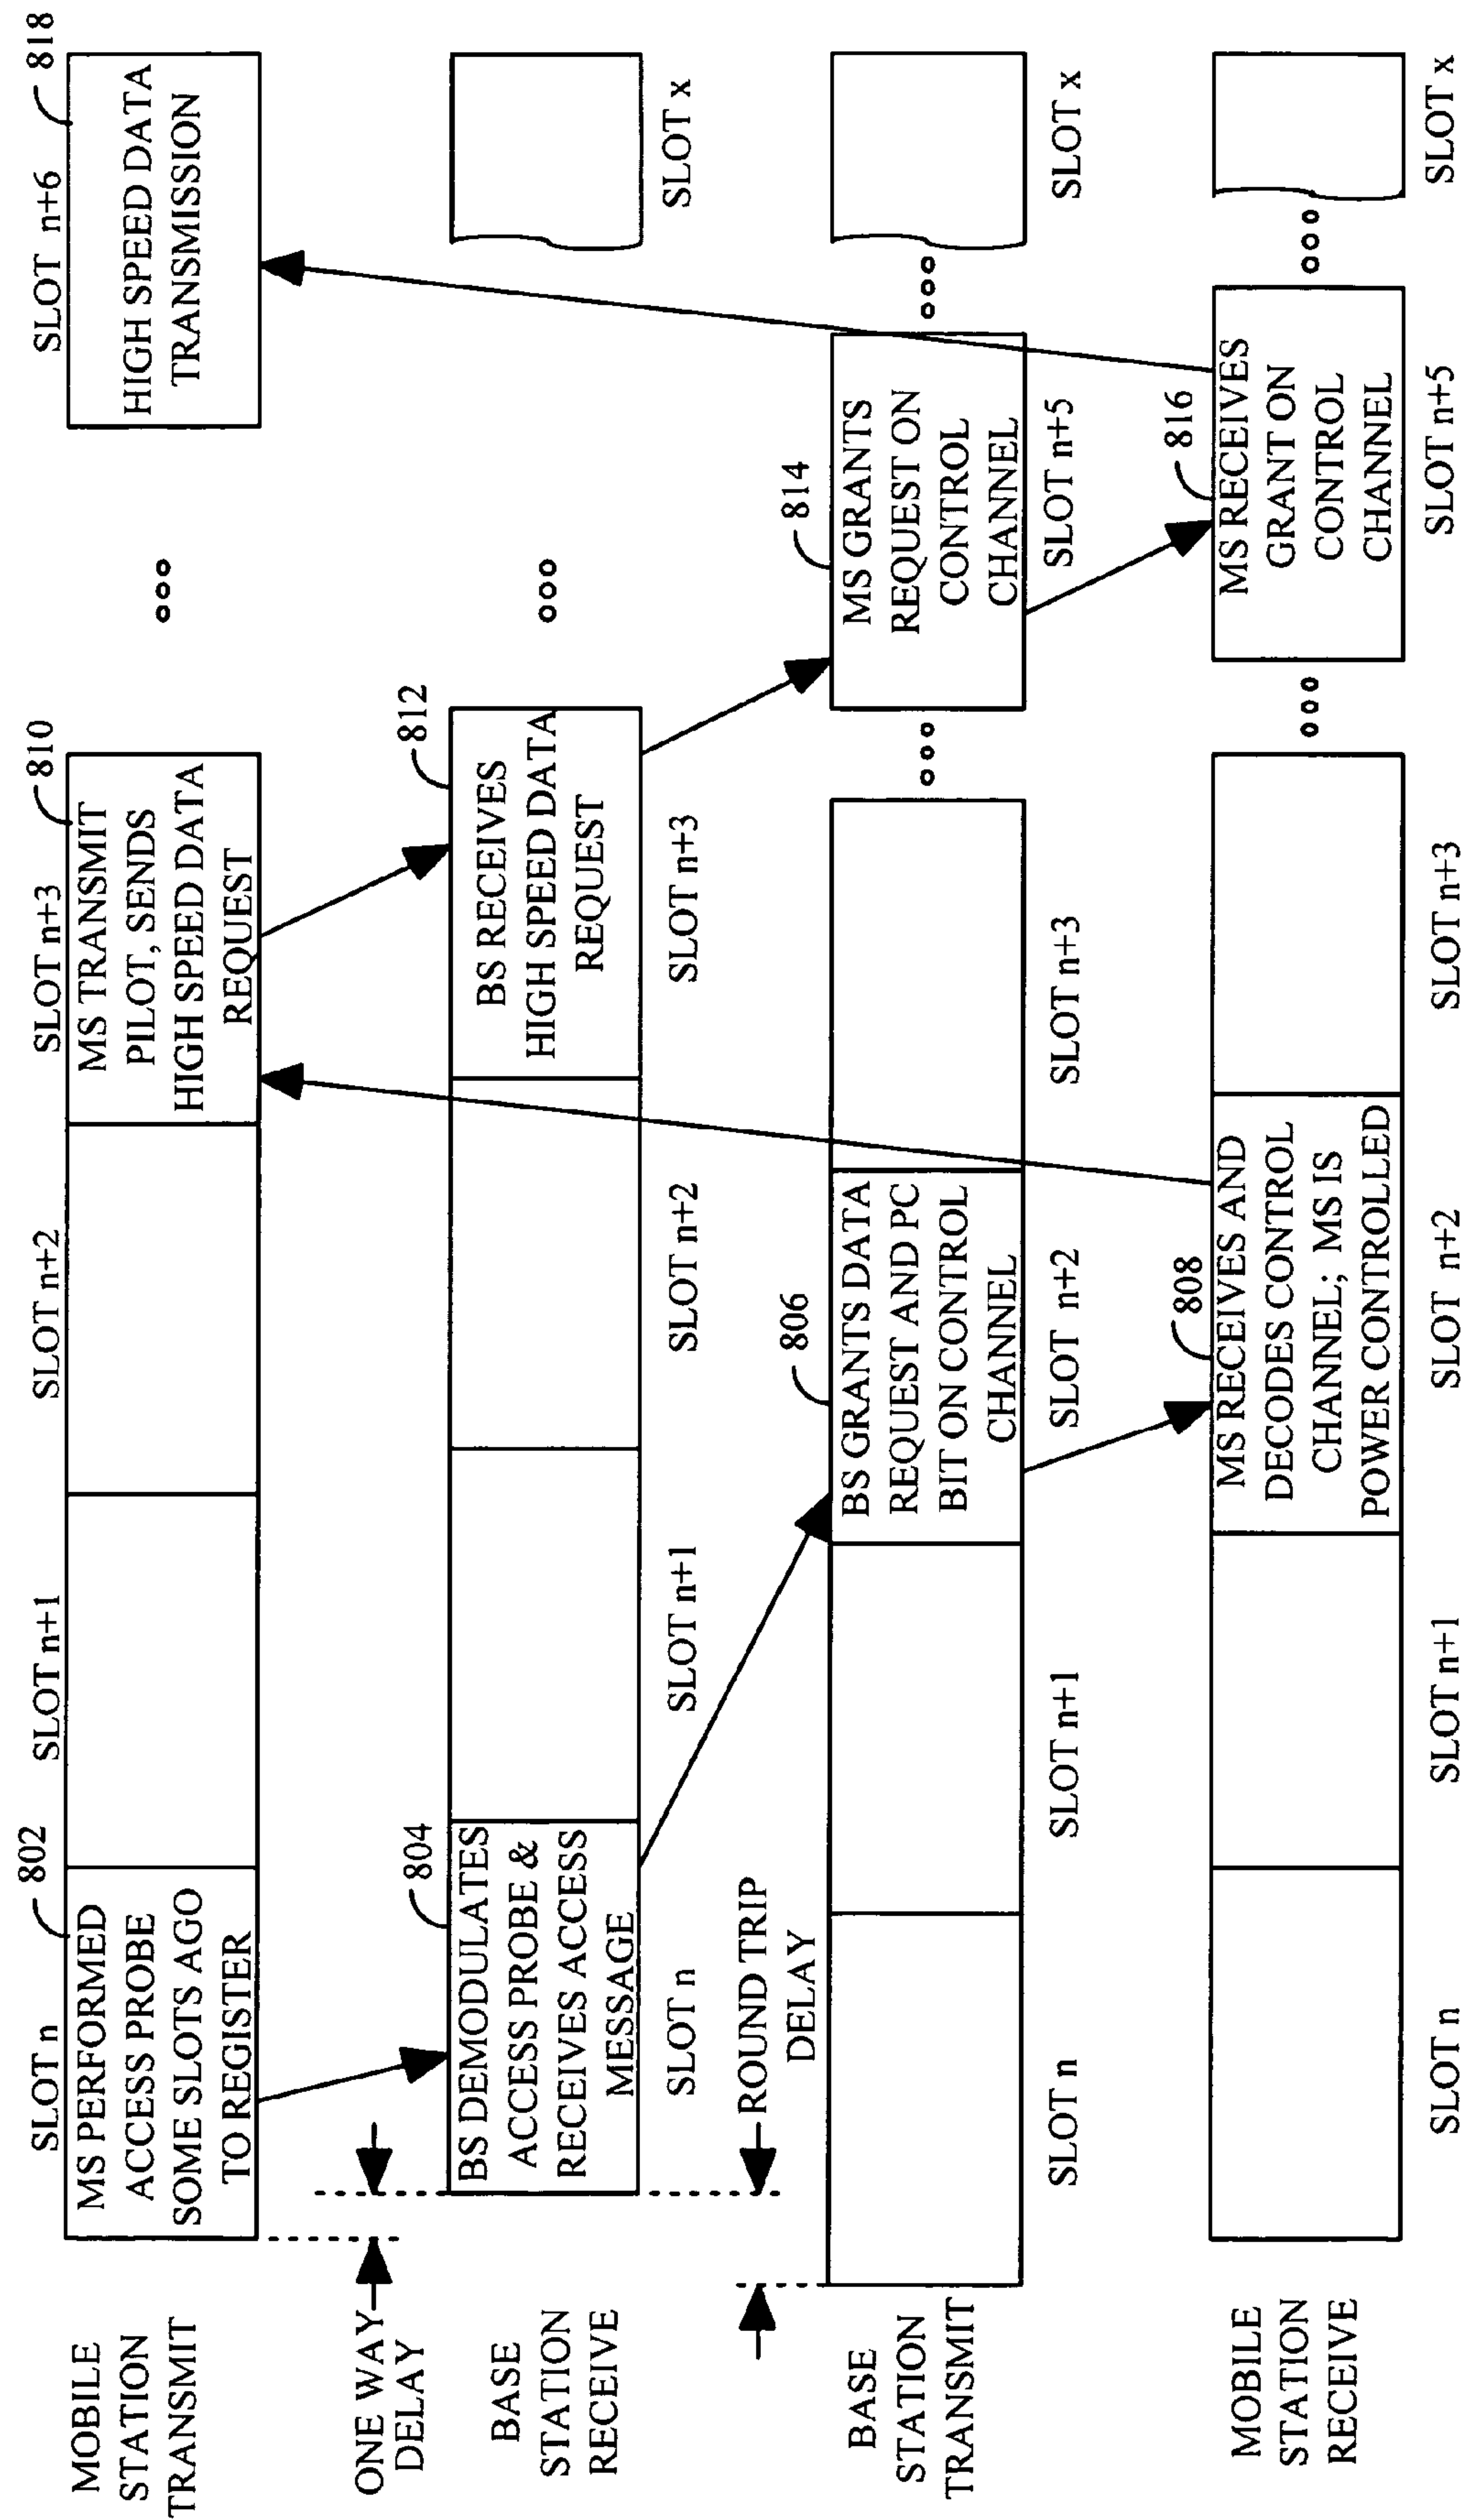 MOBILE
STATION
TRANSMIT
SLOT n
802
MS PERFORMED
ACCESS PROBE
SOME SLOTS AGO
TO REGISTER
SLOT n+1
SLOT n+2
SLOT n+3
810
MS TRANSMIT
PILOT, SENDS
HIGH SPEED DATA
REQUEST
SLOT n+6
818
HIGH SPEED DATA
TRANSMISSION
ONE WAY
DELAY
BASE
STATION
RECEIVE
804
BS DEMODULATES
ACCESS PROBE &
RECEIVES ACCESS
MESSAGE
812
BS RECEIVES
HIGH SPEED DATA
REQUEST
SLOT n
SLOT n+1
SLOT n+2
SLOT n+3
SLOT x
ROUND TRIP
DELAY
BASE
STATION
TRANSMIT
806
BS GRANTS DATA
REQUEST AND PC
BIT ON CONTROL
CHANNEL
814
MS GRANTS
REQUEST ON
CONTROL
CHANNEL
SLOT n
SLOT n+1
SLOT n+2
SLOT n+3
SLOT n+5
SLOT x
MOBILE
STATION
RECEIVE
808
MS RECEIVES AND
DECODES CONTROL
CHANNEL; MS IS
POWER CONTROLLED
816
MS RECEIVES
GRANT ON
CONTROL
CHANNEL
SLOT n
SLOT n+1
SLOT n+2
SLOT n+3
SLOT n+5
SLOT x